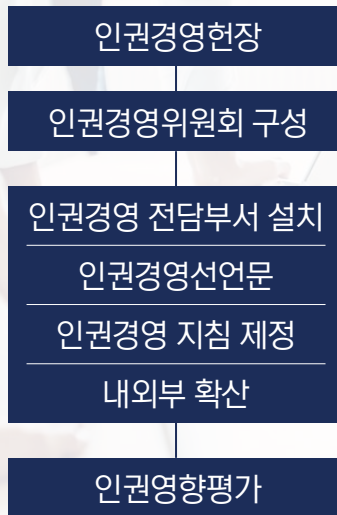 인권경영헌장
인권경영위원회 구성
인권경영 전담부서 설치
인권경영선언문
인권경영 지침 제정
내외부 확산
인권영향평가